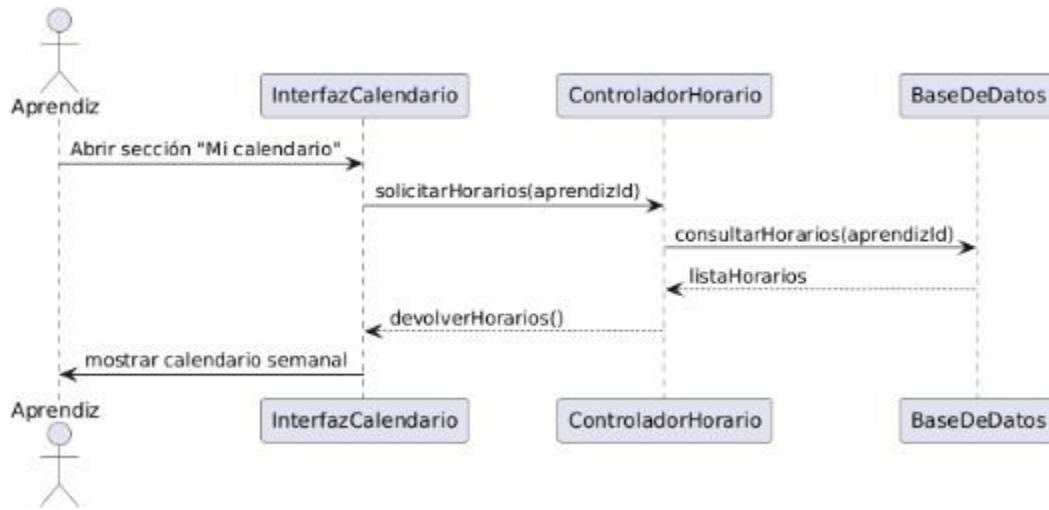 Aprendiz
InterfazCalendario
ControladorHorario
BaseDeDatos
Abrir sección "Mi calendario"
solicitarHorarios(aprendizId)
consultarHorarios(aprendizId)
listaHorarios
devolverHorarios()
mostrar calendario semanal
Aprendiz
InterfazCalendario
ControladorHorario
BaseDeDatos